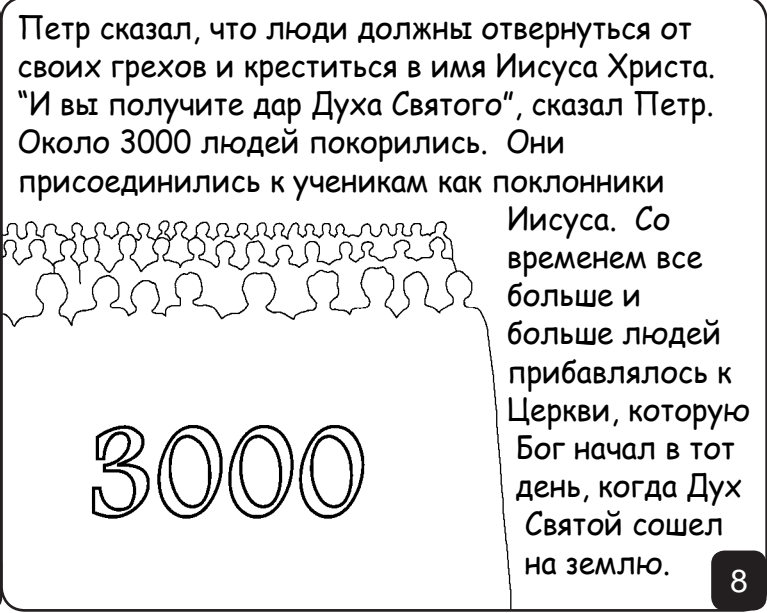 Петр сказал, что люди должны отвернуться от
своих грехов и креститься в имя Иисуса Христа.
“И вы получите дар Духа Святого”, сказал Петр.
Около 3000 людей покорились.  Они
присоединились к ученикам как поклонники
Иисуса.  Со
временем все
больше и
больше людей
прибавлялось к
Церкви, которую
Бог начал в тот
день, когда Дух
Святой сошел
на землю.
3000
8